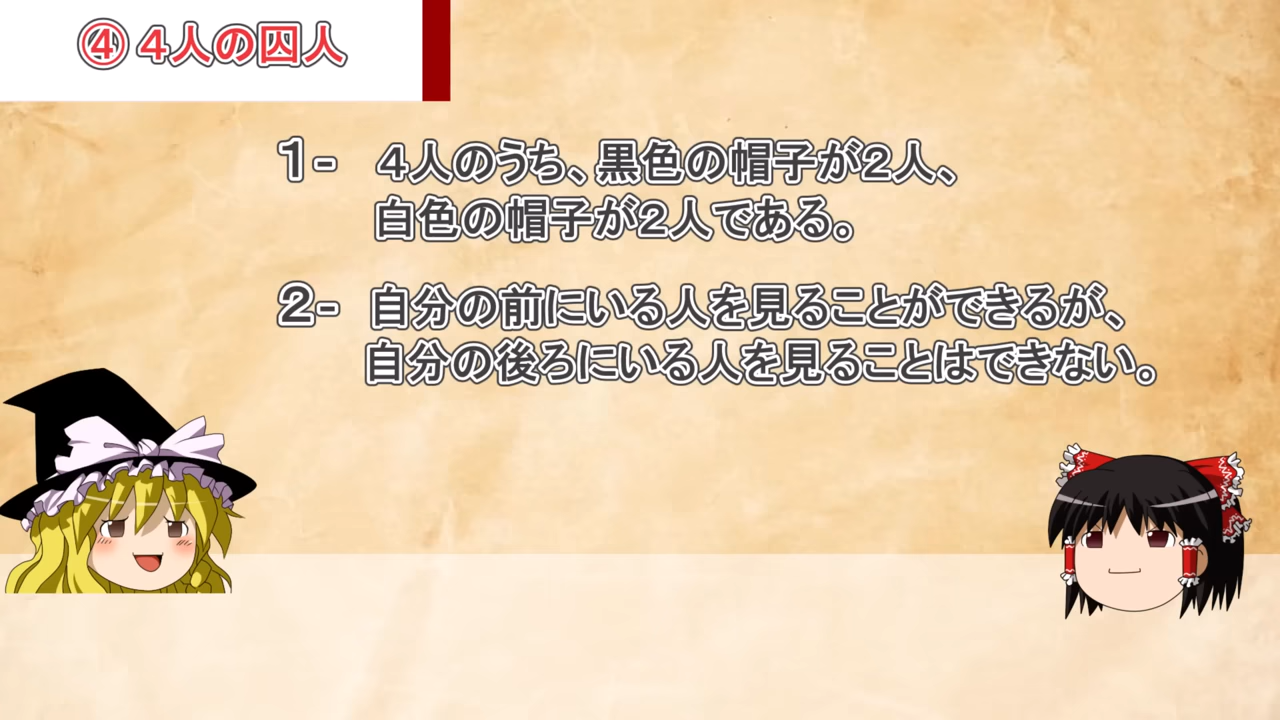 ④ ４人の囚人
１- ４人のうち、黒色の帽子が２人、
白色の帽子が２人である。
２- 自分の前にいる人を見ることができるが、
自分の後ろにいる人を見ることはできない。